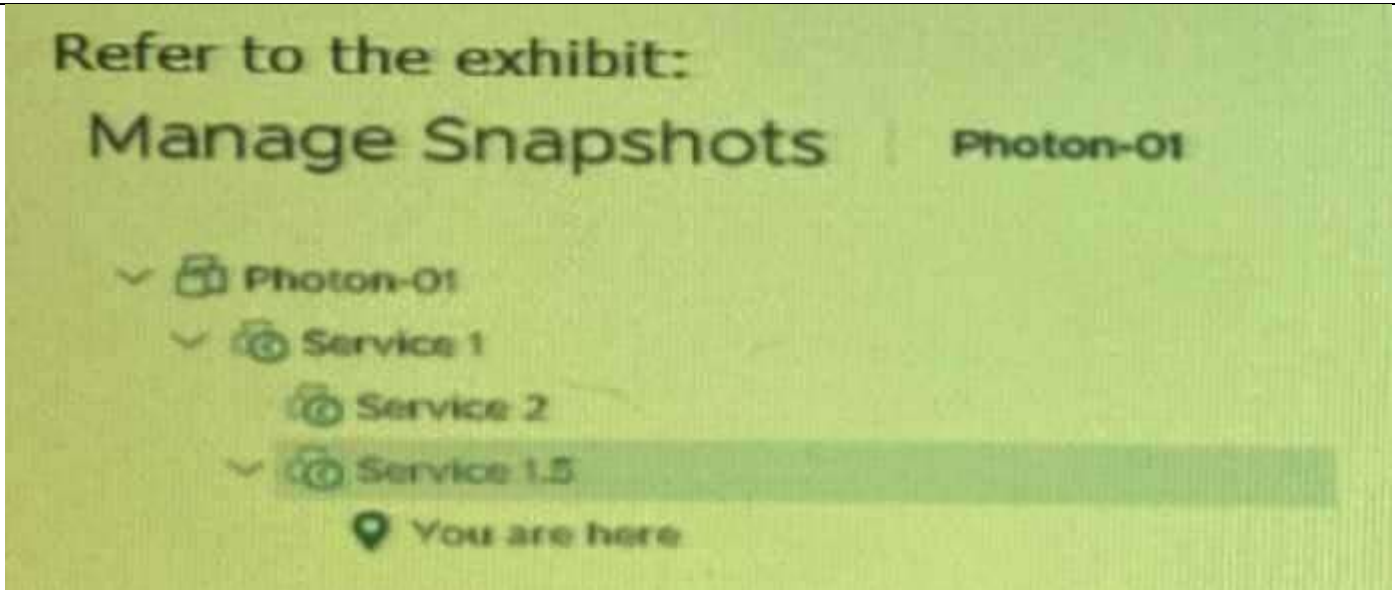 Refer to the exhibit:
Manage Snapshots Photon-01
Photon-01
Service 1
Service 2
Service 1.5
You are here